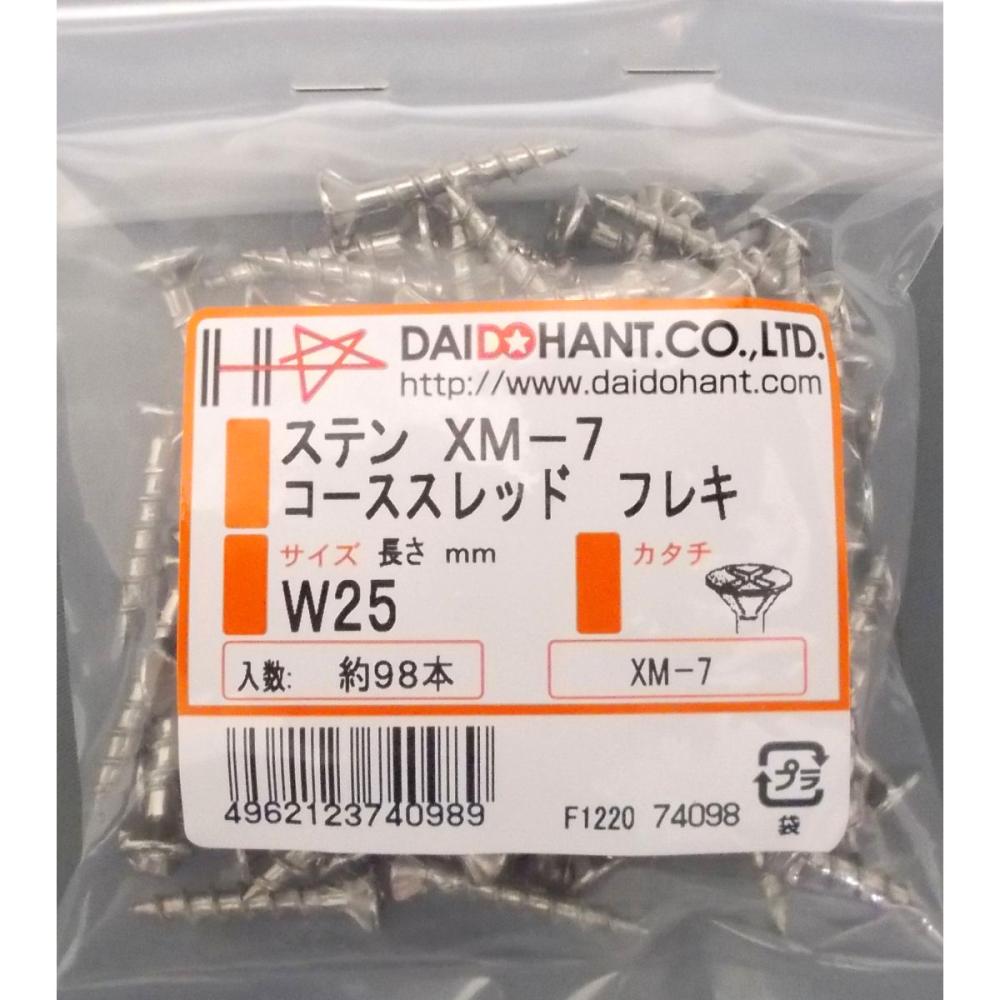 DAIDOHANT.CO.,LTD.
http://www.daidohant.com
ステン XM-7
コーススレッド フレキ
サイズ 長さ mm
W25
カタチ
入数: 約98本
XM-7
4962123740989
F1220 74098
プラ
袋